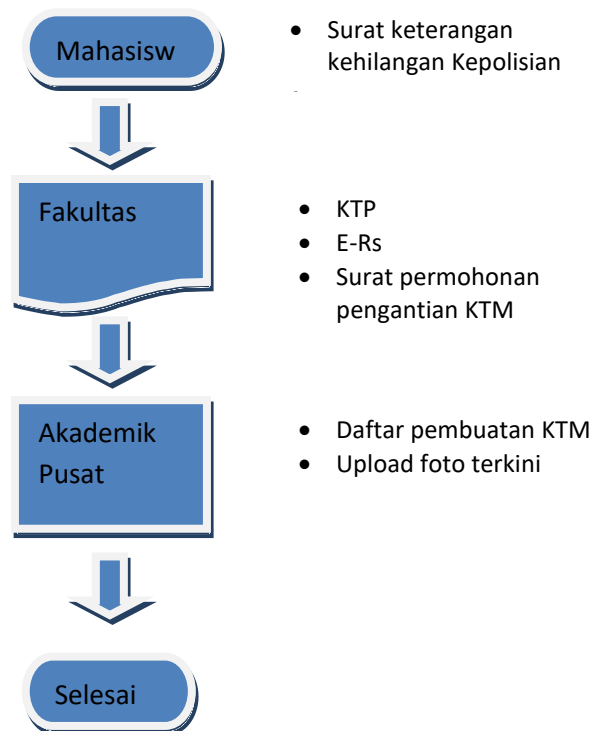 Mahasisw
• Surat keterangan
kehilangan Kepolisian
Fakultas
• KTP
• E-Rs
• Surat permohonan
pengantian KTM
Akademik
Pusat
• Daftar pembuatan KTM
• Upload foto terkini
Selesai